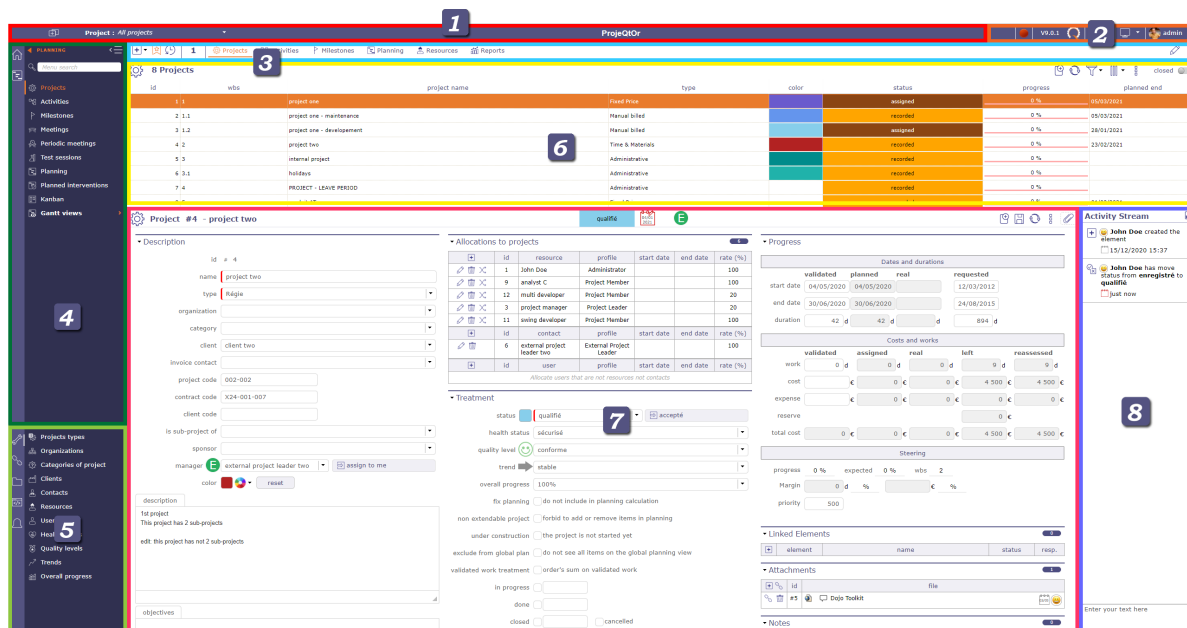 1
Project : All projects
ProjeQtOr
2
V9.0.1
admin
PLANNING
Menu search
Projects
Activities
Milestones
Meetings
Periodic meetings
Test sessions
Planning
Planned interventions
Kanban
Gantt views
4
Projects types
Organizations
Categories of project
Clients
Contacts
Resources
Quality levels
Trends
Overall progress
5
1 Projects Milestones Planning Resources Reports
3
8 Projects
closed
id wbs project name type color status progress planned end
1 1 project one Fixed Price assigned 0 % 05/03/2021
2 1.1 project one - maintenance Manual billed recorded 0 % 05/03/2021
3 1.2 project one - developement Manual billed assigned 0 % 28/01/2021
4 2 project two Time & Materials recorded 0 % 23/02/2021
5 3 internal project Administrative recorded 0 %
6 3.1 holidays Administrative recorded 0 %
7 4 PROJECT - LEAVE PERIOD Administrative recorded 0 %
6
Project #4 - project two
qualifié
E
Description
id # 4
name project two
type Régie
organization
category
client client two
invoice contact
project code 002-002
contract code X24-001-007
client code
is sub-project of
sponsor
manager E external project leader two assign to me
color reset
description
1st project
This project has 2 sub-projects
edit: this project has not 2 sub-projects
objectives
Allocations to projects 6
id resource profile start date end date rate (%)
1 John Doe Administrator 100
9 analyst C Project Member 100
12 multi developer Project Member 20
3 project manager Project Leader 20
11 swing developer Project Member 100
id contact profile start date end date rate (%)
6 external project leader two External Project Leader 100
id user profile start date end date rate (%)
Allocate users that are not resources not contacts
Treatment
status qualifié accepté
7
health status sécurisé
quality level conforme
trend stable
overall progress 100%
fix planning do not include in planning calculation
non extendable project forbid to add or remove items in planning
under construction the project is not started yet
exclude from global plan do not see all items on the global planning view
validated work treatment order's sum on validated work
in progress
done
closed cancelled
Progress
Dates and durations
validated planned real requested
start date 04/05/2020 04/05/2020 12/03/2012
end date 30/06/2020 30/06/2020 24/08/2015
duration 42 d 42 d d 894 d
Costs and works
validated assigned real left reassessed
work 0 d 0 d 0 d 9 d 9 d
cost € 0 € 0 € 4 500 € 4 500 €
expense € 0 € 0 € 0 € 0 €
reserve 0 €
total cost 0 € 0 € 0 € 4 500 € 4 500 €
Steering
progress 0 % expected 0 % wbs 2
Margin 0 d % € %
priority 500
Linked Elements 0
element name status resp.
Attachments 1
id file
#5 Dojo Toolkit
Notes 0
Activity Stream
John Doe created the
element
15/12/2020 15:37
John Doe has move
status from enregistré to
qualifié
just now
8
Enter your text here